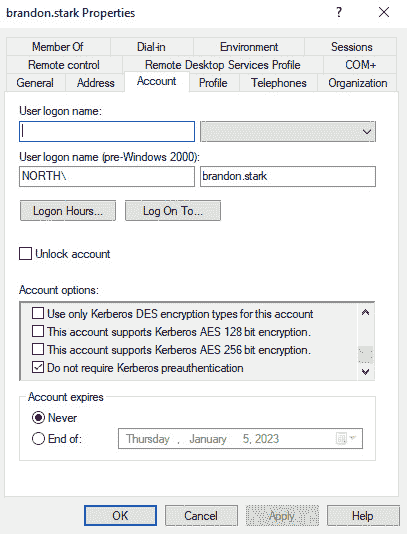 brandon.stark Properties
?
Member Of Dial-in Environment Sessions
Remote control Remote Desktop Services Profile COM+
General Address Account Profile Telephones Organization
User logon name:
User logon name (pre-Windows 2000):
NORTH\ brandon.stark
Logon Hours... Log On To...
Unlock account
Account options:
Use only Kerberos DES encryption types for this account
This account supports Kerberos AES 128 bit encryption.
This account supports Kerberos AES 256 bit encryption.
Do not require Kerberos preauthentication
Account expires
Never
End of: Thursday , January 5, 2023
OK Cancel Apply Help